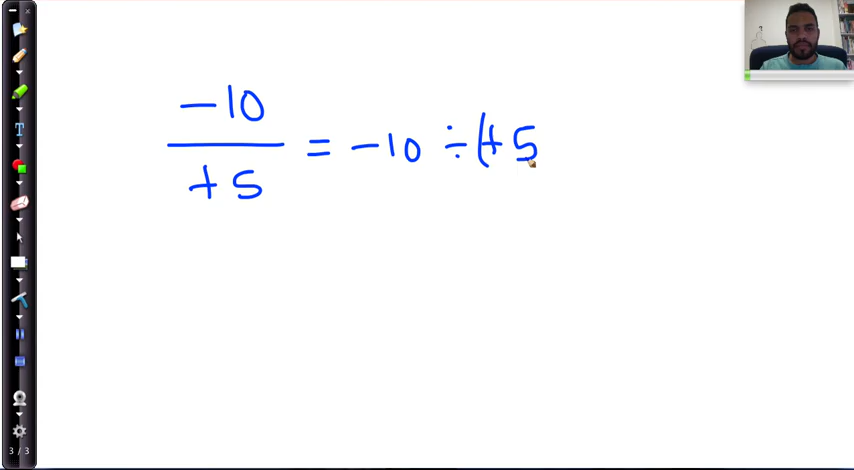 -10
+5
= -10 ÷ (+5
3 / 3